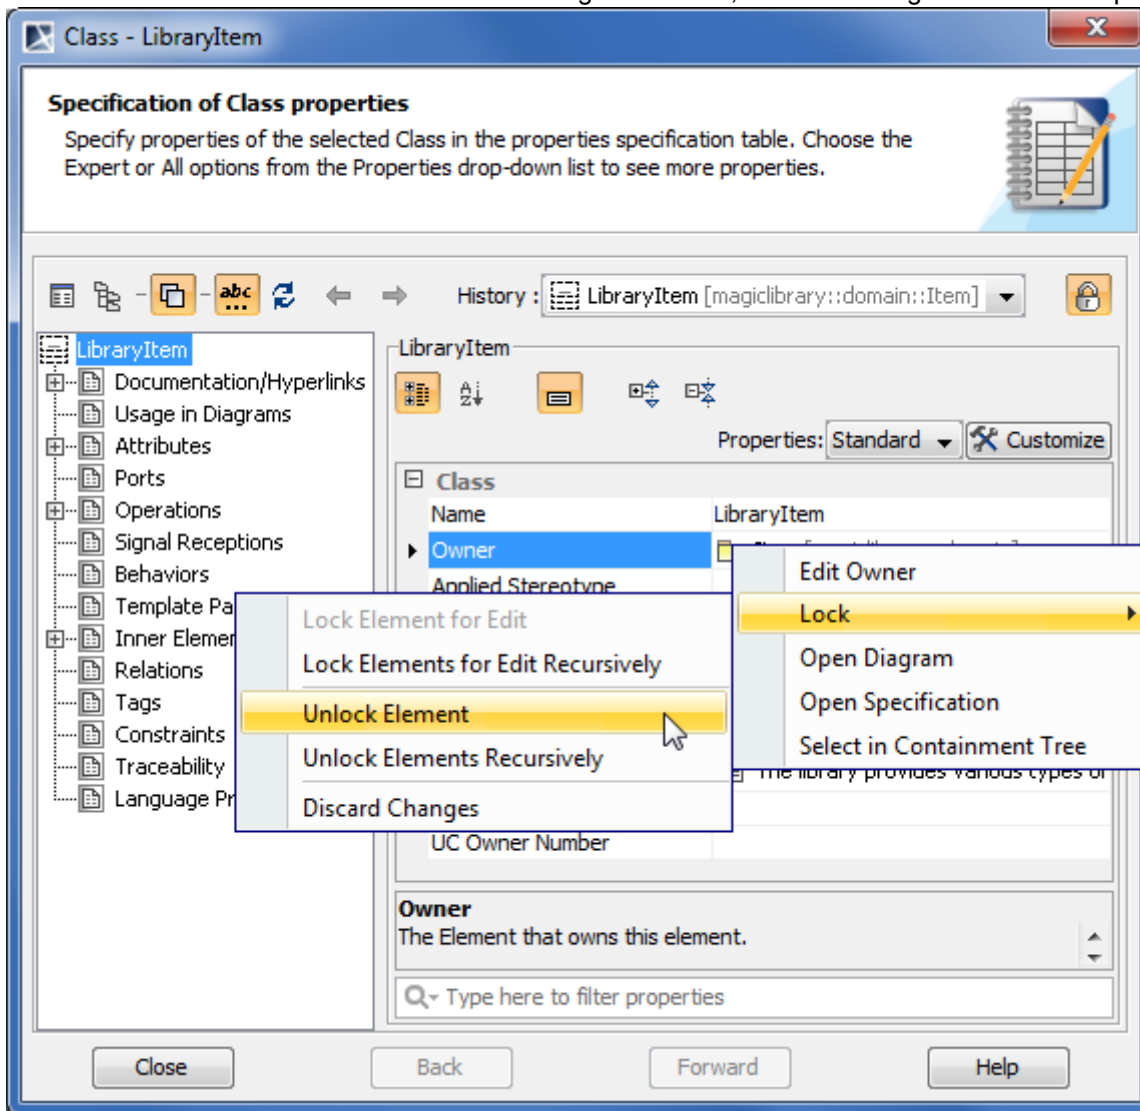 Class - LibraryItem
Specification of Class properties
Specify properties of the selected Class in the properties specification table. Choose the
Expert or All options from the Properties drop-down list to see more properties.
abc
History : LibraryItem [magiclibrary::domain::Item]
LibraryItem
Documentation/Hyperlinks
Usage in Diagrams
Attributes
Ports
Operations
Signal Receptions
Behaviors
Template Pa
Inner Elemen
Relations
Tags
Constraints
Traceability
Language Pr
LibraryItem
Properties: Standard Customize
Class
Name LibraryItem
Owner
Applied Stereotype
The library provides various types of
UC Owner Number
Edit Owner
Lock
Open Diagram
Open Specification
Select in Containment Tree
Lock Element for Edit
Lock Elements for Edit Recursively
Unlock Element
Unlock Elements Recursively
Discard Changes
Owner
The Element that owns this element.
Type here to filter properties
Close Back Forward Help